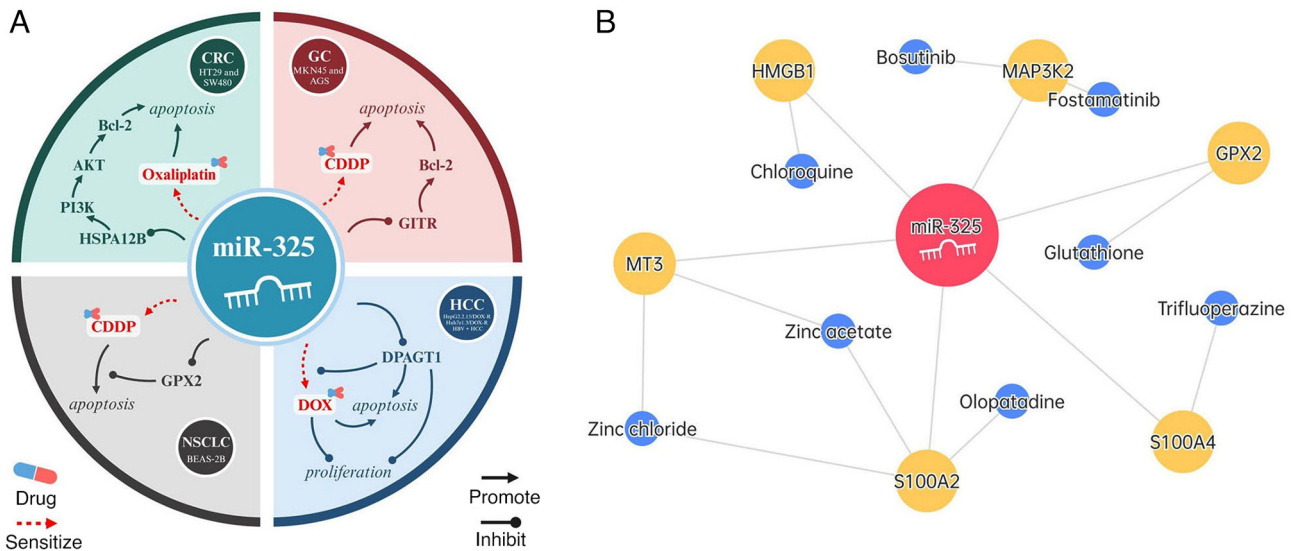 A
CRC
HT29 and
SW480
apoptosis
Bcl-2
AKT
Oxaliplatin
PI3K
HSPA12B
GC
MKN45 and
AGS
apoptosis
CDDP
Bcl-2
GITR
miR-325
CDDP
GPX2
apoptosis
NSCLC
BEAS-2B
HCC
HepG2.2.15/DOX-R
Huh7x1.3/DOX-R
HBV + HCC
DPAGT1
DOX
apoptosis
proliferation
Drug
Sensitize
Promote
Inhibit
B
HMGB1
Bosutinib
MAP3K2
Fostamatinib
Chloroquine
GPX2
miR-325
Glutathione
MT3
Trifluoperazine
Zinc acetate
Olopatadine
Zinc chloride
S100A4
S100A2